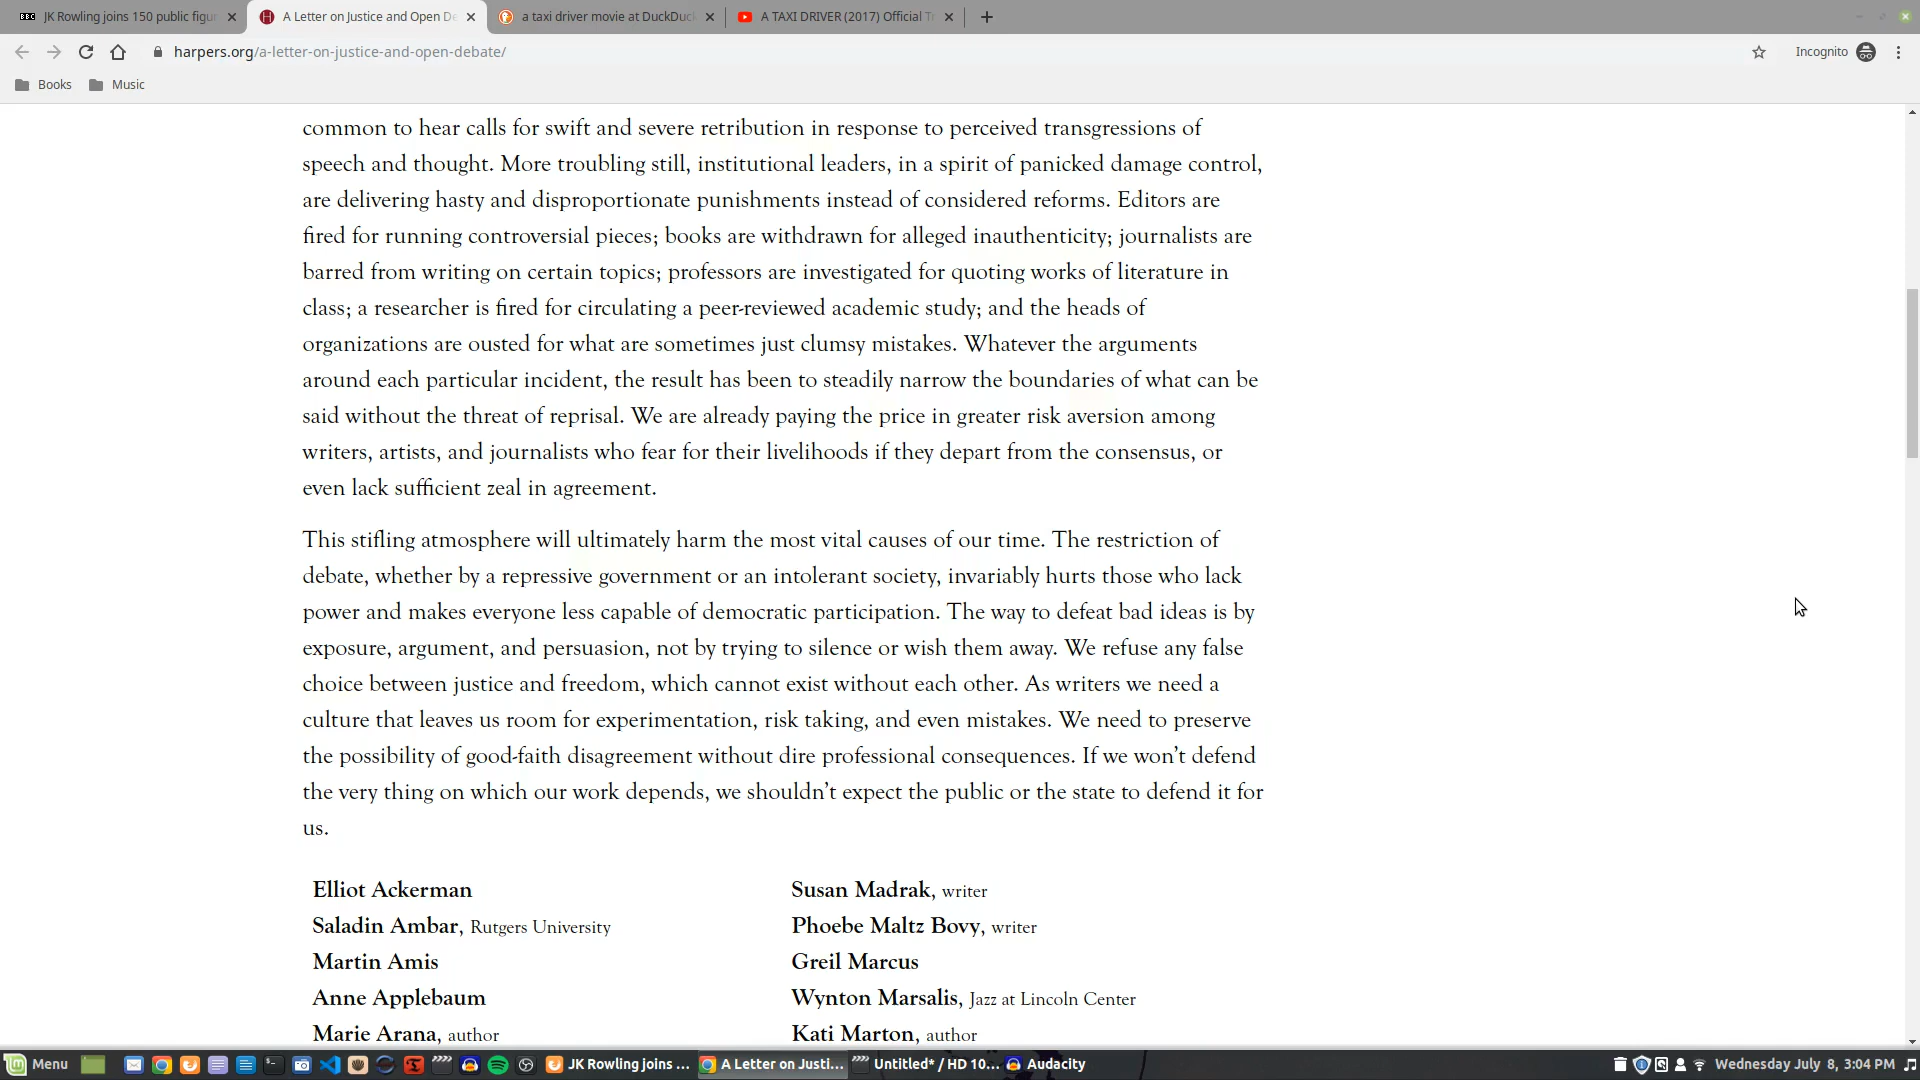 JK Rowling joins 150 public figu
A Letter on Justice and Open De
a taxi driver movie at DuckDuck
A TAXI DRIVER (2017) Official Tr
harpers.org/a-letter-on-justice-and-open-debate/
Incognito
Books
Music
common to hear calls for swift and severe retribution in response to perceived transgressions of
speech and thought. More troubling still, institutional leaders, in a spirit of panicked damage control,
are delivering hasty and disproportionate punishments instead of considered reforms. Editors are
fired for running controversial pieces; books are withdrawn for alleged inauthenticity; journalists are
barred from writing on certain topics; professors are investigated for quoting works of literature in
class; a researcher is fired for circulating a peer-reviewed academic study; and the heads of
organizations are ousted for what are sometimes just clumsy mistakes. Whatever the arguments
around each particular incident, the result has been to steadily narrow the boundaries of what can be
said without the threat of reprisal. We are already paying the price in greater risk aversion among
writers, artists, and journalists who fear for their livelihoods if they depart from the consensus, or
even lack sufficient zeal in agreement.
This stifling atmosphere will ultimately harm the most vital causes of our time. The restriction of
debate, whether by a repressive government or an intolerant society, invariably hurts those who lack
power and makes everyone less capable of democratic participation. The way to defeat bad ideas is by
exposure, argument, and persuasion, not by trying to silence or wish them away. We refuse any false
choice between justice and freedom, which cannot exist without each other. As writers we need a
culture that leaves us room for experimentation, risk taking, and even mistakes. We need to preserve
the possibility of good-faith disagreement without dire professional consequences. If we won’t defend
the very thing on which our work depends, we shouldn’t expect the public or the state to defend it for
us.
Elliot Ackerman
Saladin Ambar, Rutgers University
Martin Amis
Anne Applebaum
Marie Arana, author
Susan Madrak, writer
Phoebe Maltz Bovy, writer
Greil Marcus
Wynton Marsalis, Jazz at Lincoln Center
Kati Marton, author
Menu
JK Rowling joins ...
A Letter on Justi...
Untitled* / HD 10...
Audacity
Wednesday July 8, 3:04 PM